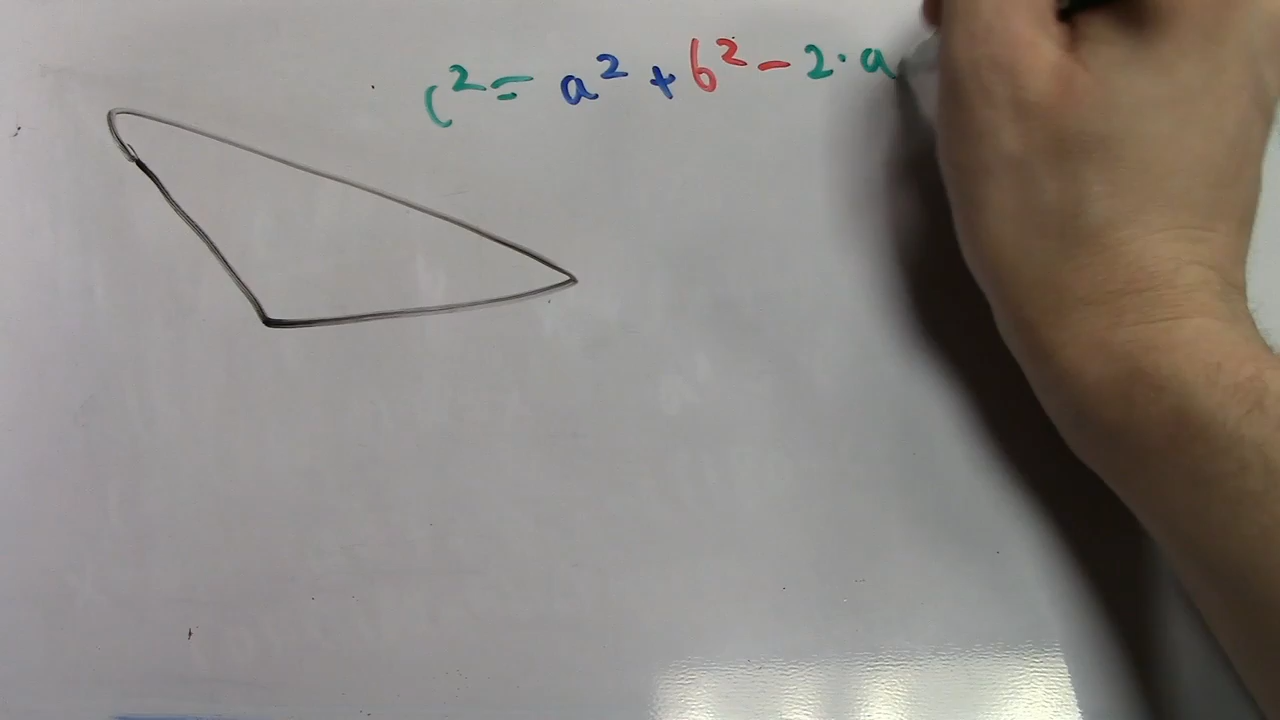 c² = a² + b² - 2·a